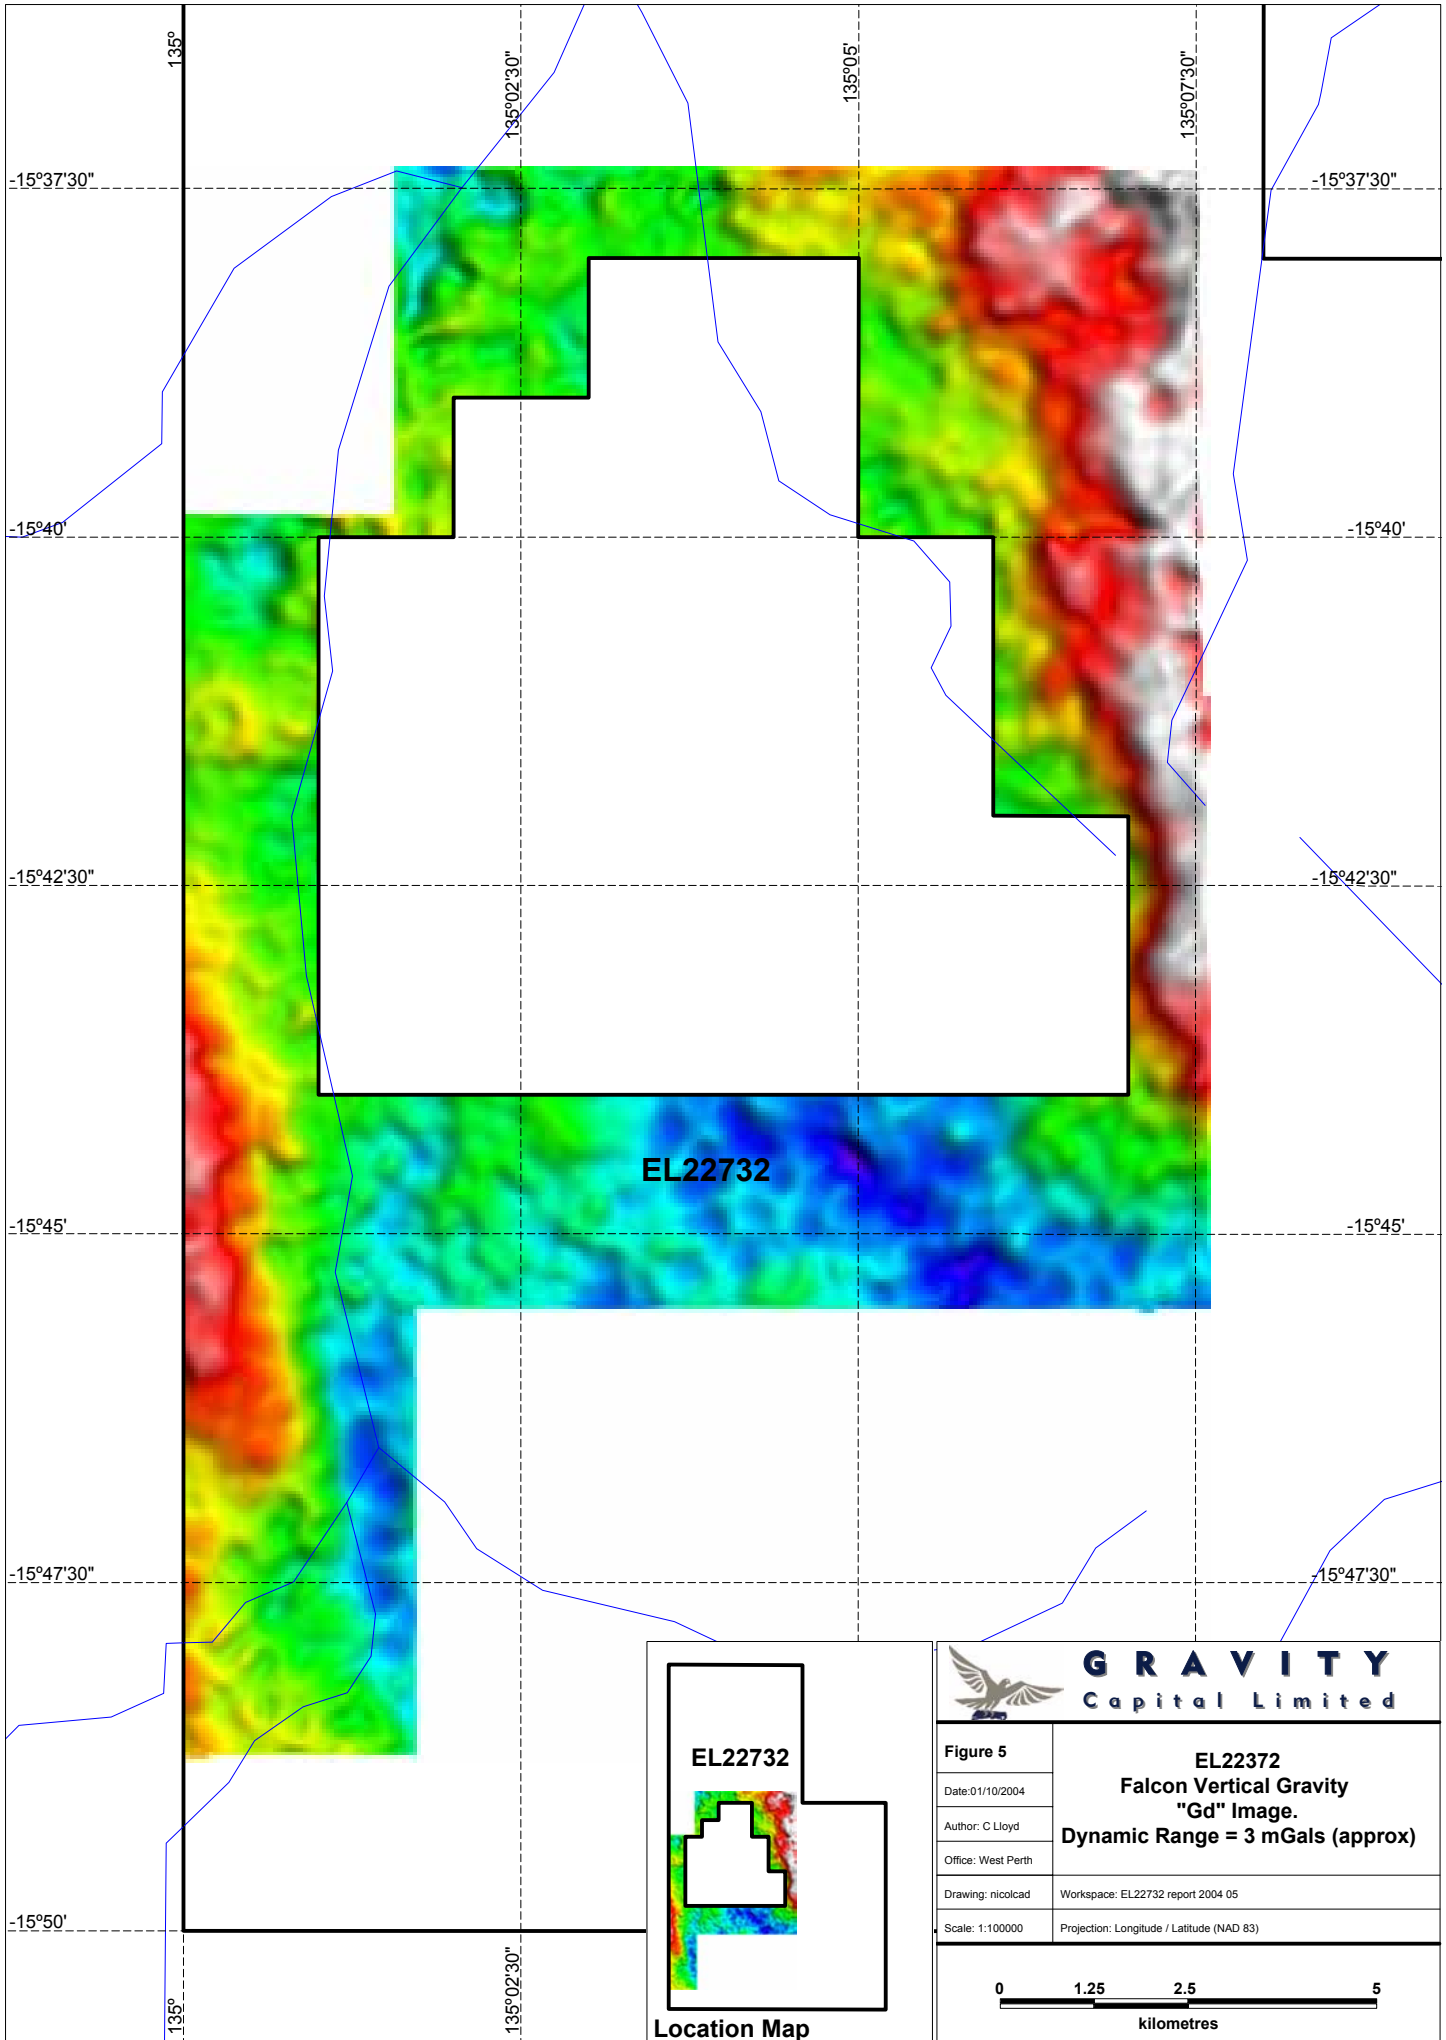 135°
135°02'30"
135°05'
135°07'30"
-15°37'30"
-15°37'30"
-15°40'
-15°40'
-15°42'30"
-15°42'30"
EL22732
-15°45'
-15°45'
-15°47'30"
-15°47'30"
-15°50'
135°
135°02'30"
EL22732
Location Map
GRAVITY
Capital Limited
Figure 5
Date:01/10/2004
Author: C Lloyd
Office: West Perth
Drawing: nicolcad
Scale: 1:100000
EL22372
Falcon Vertical Gravity
"Gd" Image.
Dynamic Range = 3 mGals (approx)
Workspace: EL22732 report 2004 05
Projection: Longitude / Latitude (NAD 83)
0 1.25 2.5 5
kilometres